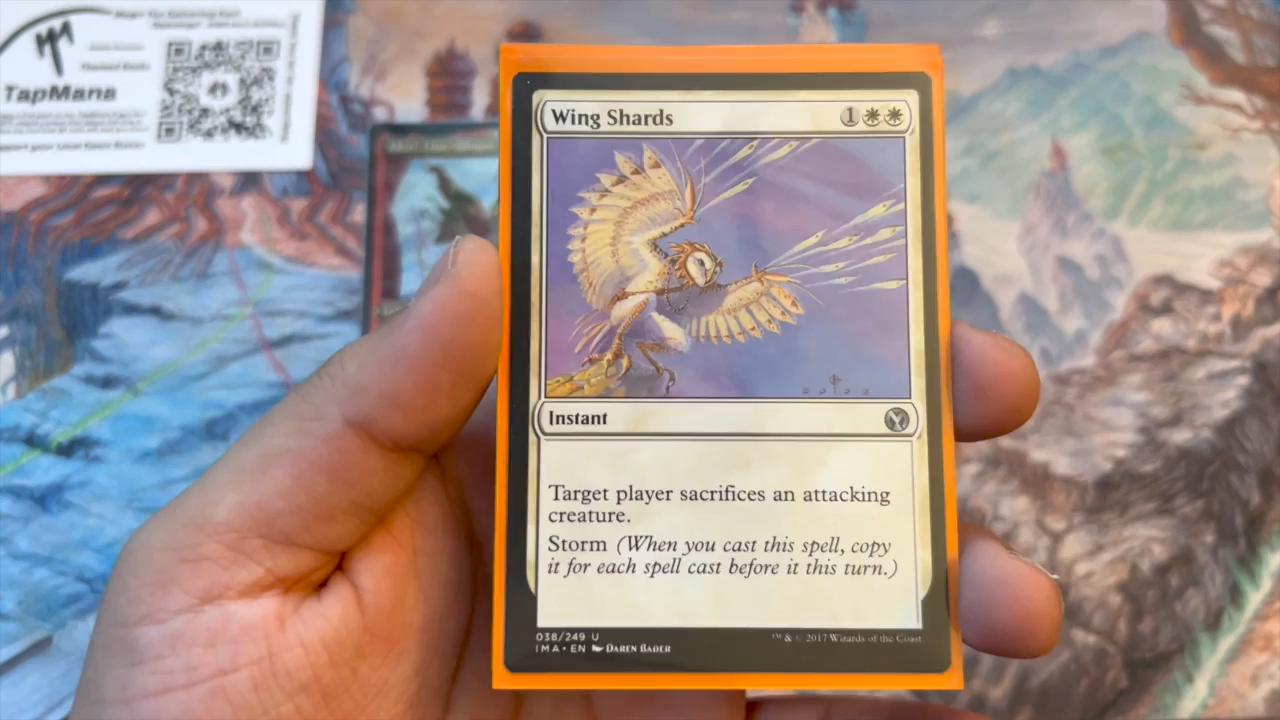 TapMana
Wing Shards 1
Instant
Target player sacrifices an attacking
creature.
Storm (When you cast this spell, copy
it for each spell cast before it this turn.)
038/249 U
IMA • EN DAREN BADER
™ & © 2017 Wizards of the Coast